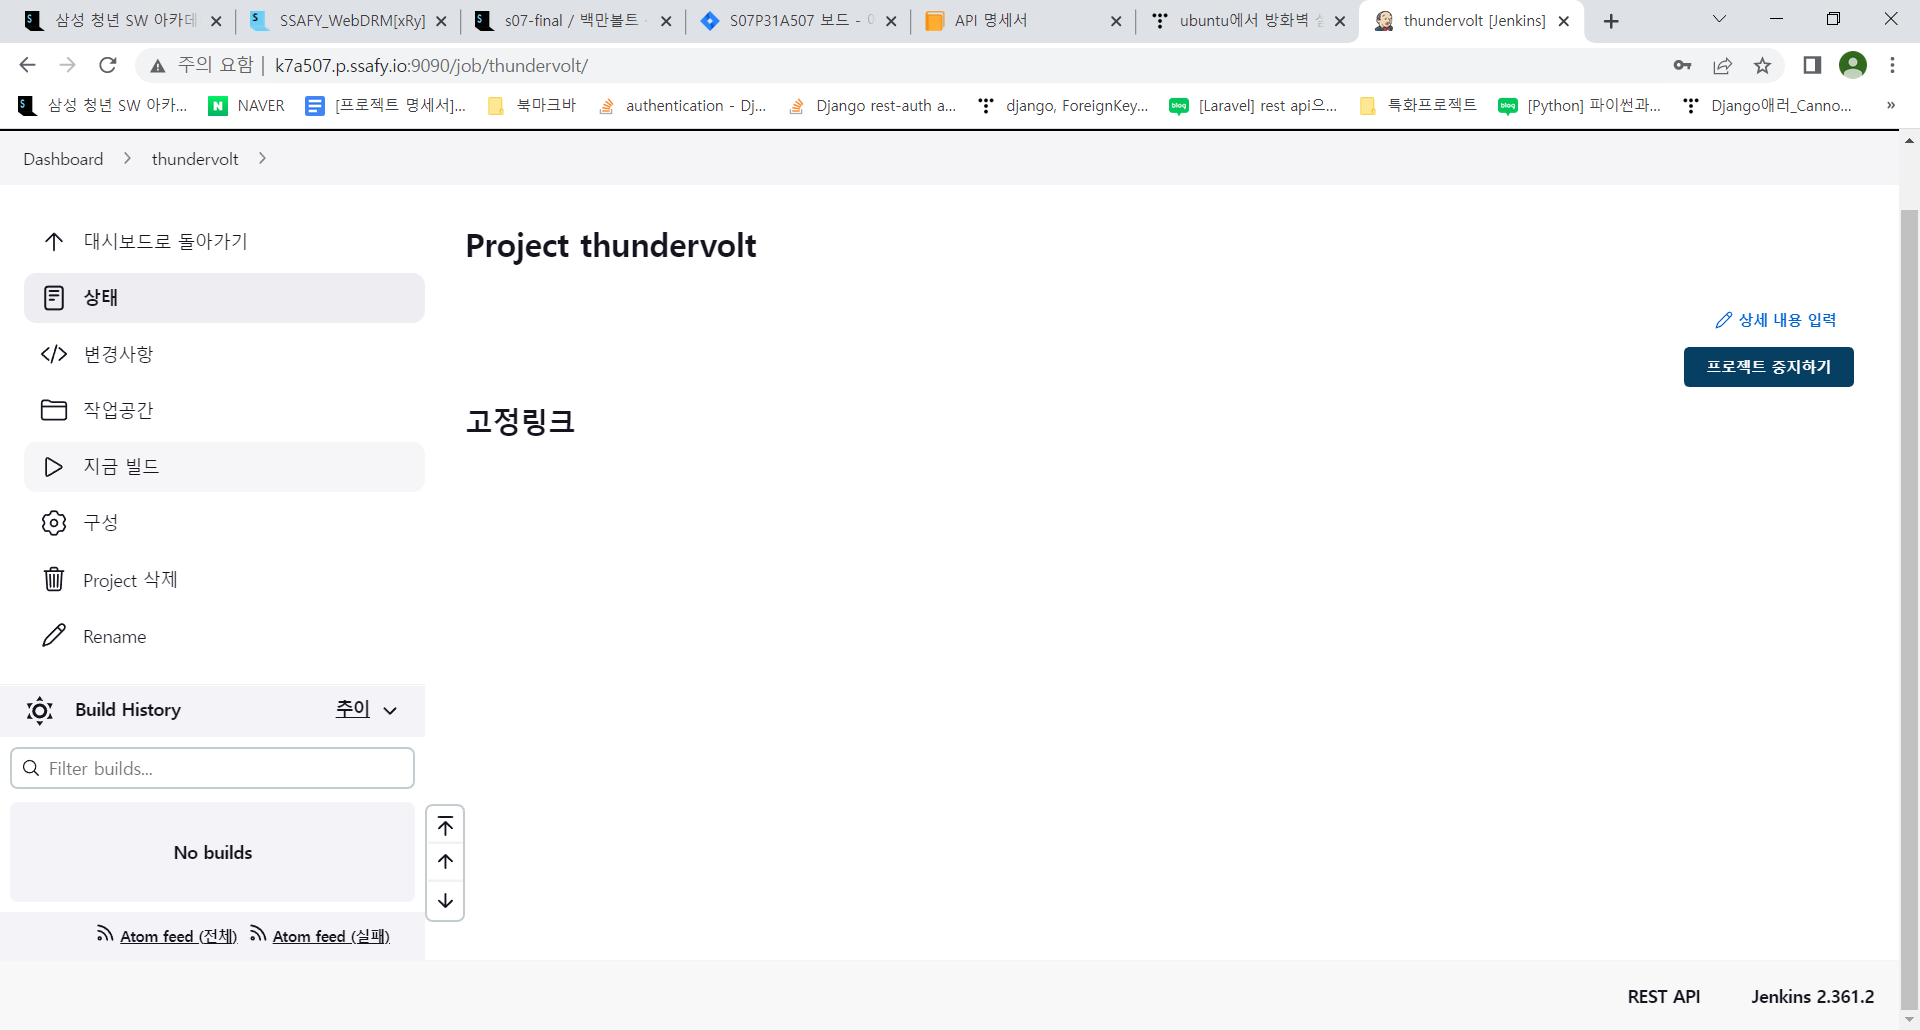 삼성 청년 SW 아카데
SSAFY_WebDRM[xRy]
s07-final / 백만볼트
S07P31A507 보드 -
API 명세서
ubuntu에서 방화벽
thundervolt [Jenkins]
주의 요함 | k7a507.p.ssafy.io:9090/job/thundervolt/
삼성 청년 SW 아카...
NAVER
[프로젝트 명세서]...
북마크바
authentication - Dj...
Django rest-auth a...
django, ForeignKey...
[Laravel] rest api으...
특화프로젝트
[Python] 파이썬과...
Django애러_Canno...
»
Dashboard
thundervolt
대시보드로 돌아가기
상태
변경사항
작업공간
지금 빌드
구성
Project 삭제
Rename
Project thundervolt
상세 내용 입력
프로젝트 중지하기
고정링크
Build History
추이
Filter builds...
No builds
Atom feed (전체)
Atom feed (실패)
REST API
Jenkins 2.361.2